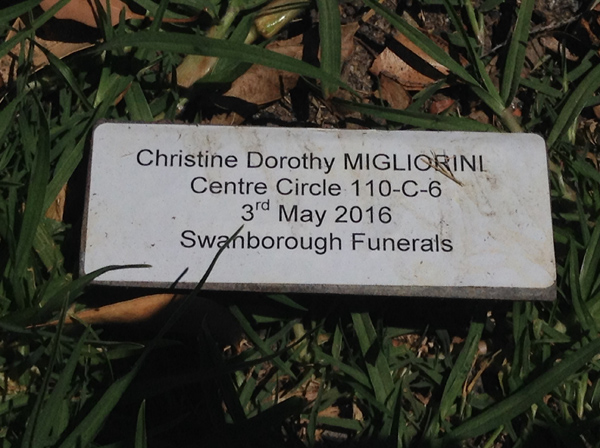 Christine Dorothy MIGLIORINI
Centre Circle 110-C-6
3rd May 2016
Swanborough Funerals